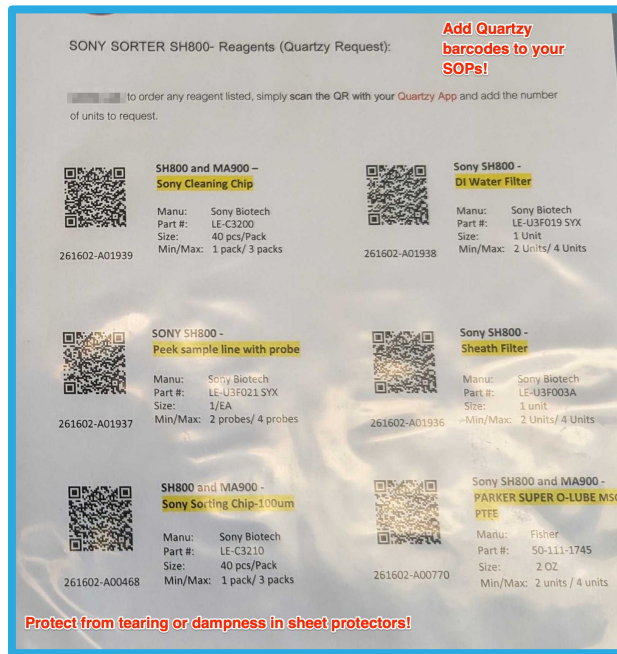 Add Quartzy
barcodes to your
SOPs!
SONY SORTER SH800- Reagents (Quartzy Request):
to order any reagent listed, simply scan the QR with your Quartzy App and add the number
of units to request.
SH800 and MA900 –
Sony Cleaning Chip
Manu: Sony Biotech
Part #: LE-C3200
Size: 40 pcs/Pack
Min/Max: 1 pack/ 3 packs
261602-A01939
Sony SH800 -
DI Water Filter
Manu: Sony Biotech
Part #: LE-U3F019 SYX
Size: 1 Unit
Min/Max: 2 Units/ 4 Units
261602-A01938
SONY SH800 -
Peek sample line with probe
Manu: Sony Biotech
Part #: LE-U3F021 SYX
Size: 1/EA
Min/Max: 2 probes/ 4 probes
261602-A01937
Sony SH800 -
Sheath Filter
Manu: Sony Biotech
Part #: LE-U3F003A
Size: 1 unit
Min/Max: 2 Units/ 4 Units
261602-A01936
SH800 and MA900 -
Sony Sorting Chip-100um
Manu: Sony Biotech
Part #: LE-C3210
Size: 40 pcs/Pack
Min/Max: 1 pack/ 3 packs
261602-A00468
Sony SH800 and MA900 -
PARKER SUPER O-LUBE
PTFE
Manu: Fisher
Part #: 50-111-1745
Size: 2 OZ
Min/Max: 2 units / 4 units
261602-A00770
Protect from tearing or dampness in sheet protectors!